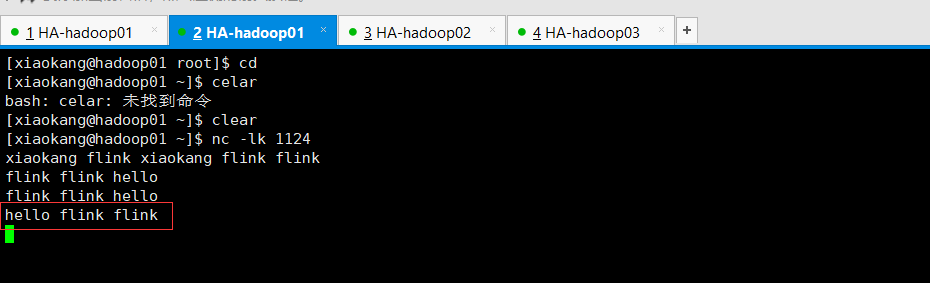 1 HA-hadoop01 × 2 HA-hadoop01 × 3 HA-hadoop02 × 4 HA-hadoop03 × +
[xiaokang@hadoop01 root]$ cd
[xiaokang@hadoop01 ~]$ celar
bash: celar: 未找到命令
[xiaokang@hadoop01 ~]$ clear
[xiaokang@hadoop01 ~]$ nc -lk 1124
xiaokang flink xiaokang flink flink
flink flink hello
flink flink hello
hello flink flink